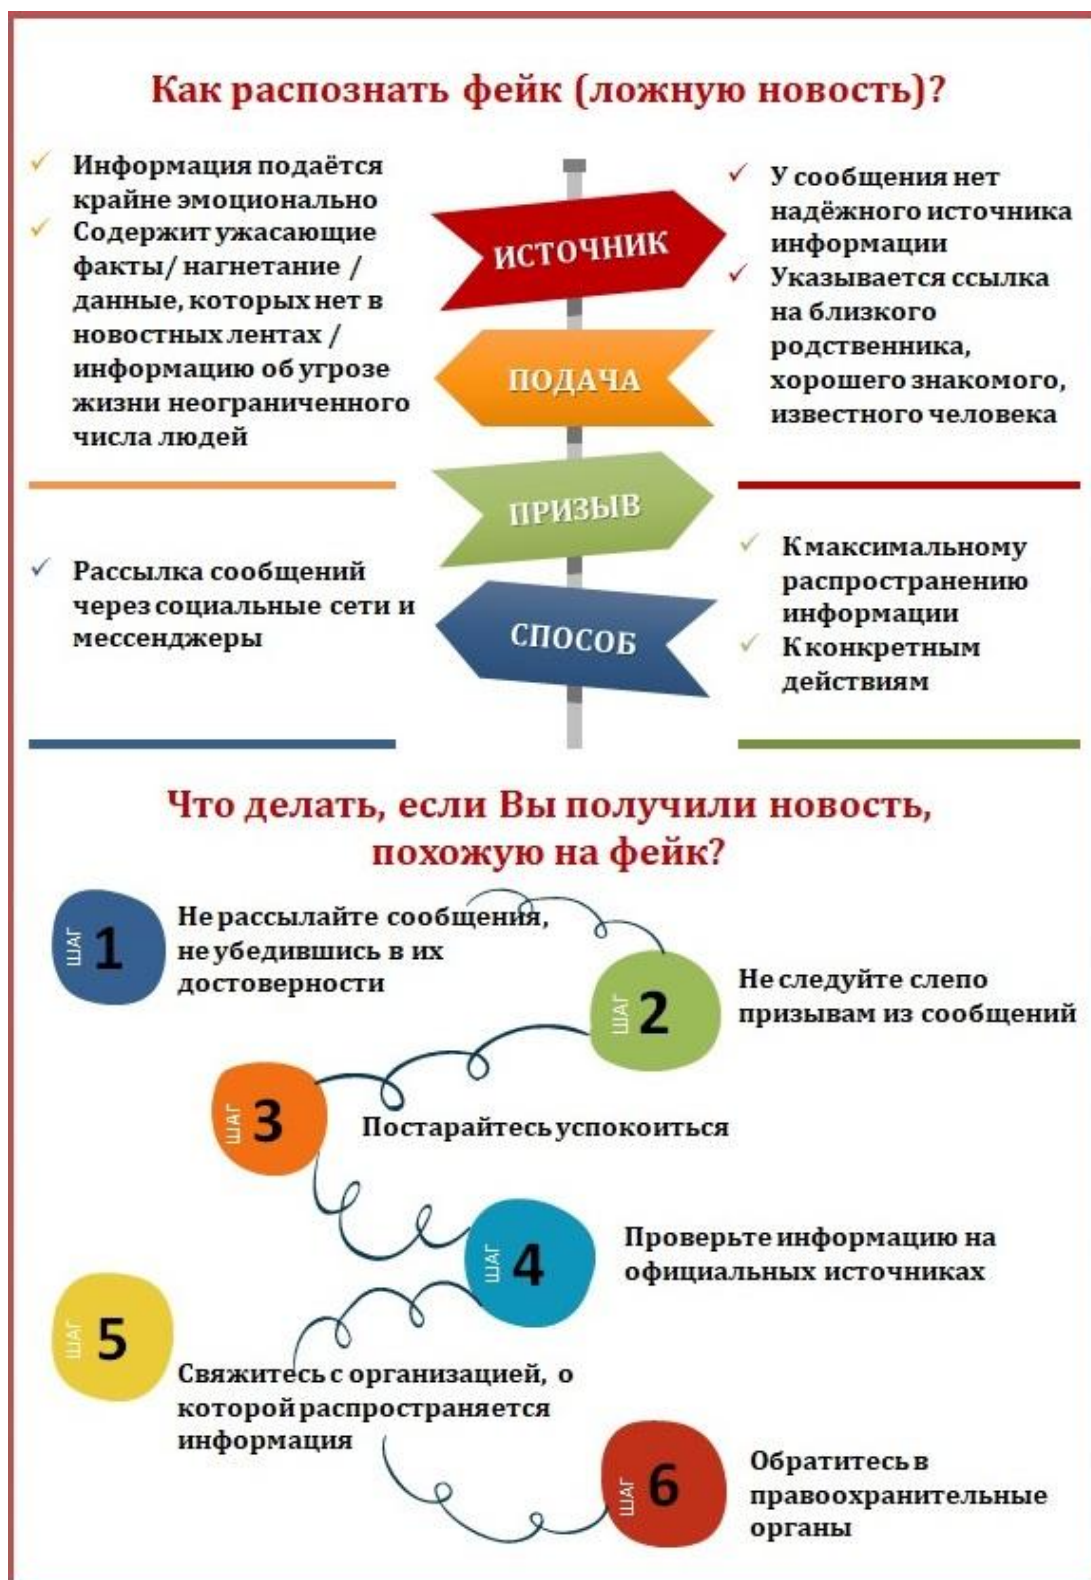 Как распознать фейк (ложную новость)?
Информация подаётся
крайне эмоционально
Содержит ужасающие
факты/ нагнетание /
данные, которых нет в
новостных лентах /
информацию об угрозе
жизни неограниченного
числа людей
ИСТОЧНИК
ПОДАЧА
ПРИЗЫВ
СПОСОБ
У сообщения нет
надёжного источника
информации
Указывается ссылка
на близкого
родственника,
хорошего знакомого,
известного человека
Рассылка сообщений
через социальные сети и
мессенджеры
К максимальному
распространению
информации
К конкретным
действиям
Что делать, если Вы получили новость,
похожую на фейк?
ШАГ 1
Не рассылайте сообщения,
не убедившись в их
достоверности
ШАГ 2
Не следуйте слепо
призывам из сообщений
ШАГ 3
Постарайтесь успокоиться
ШАГ 4
Проверьте информацию на
официальных источниках
ШАГ 5
Свяжитесь с организацией, о
которой распространяется
информация
ШАГ 6
Обратитесь в
правоохранительные
органы